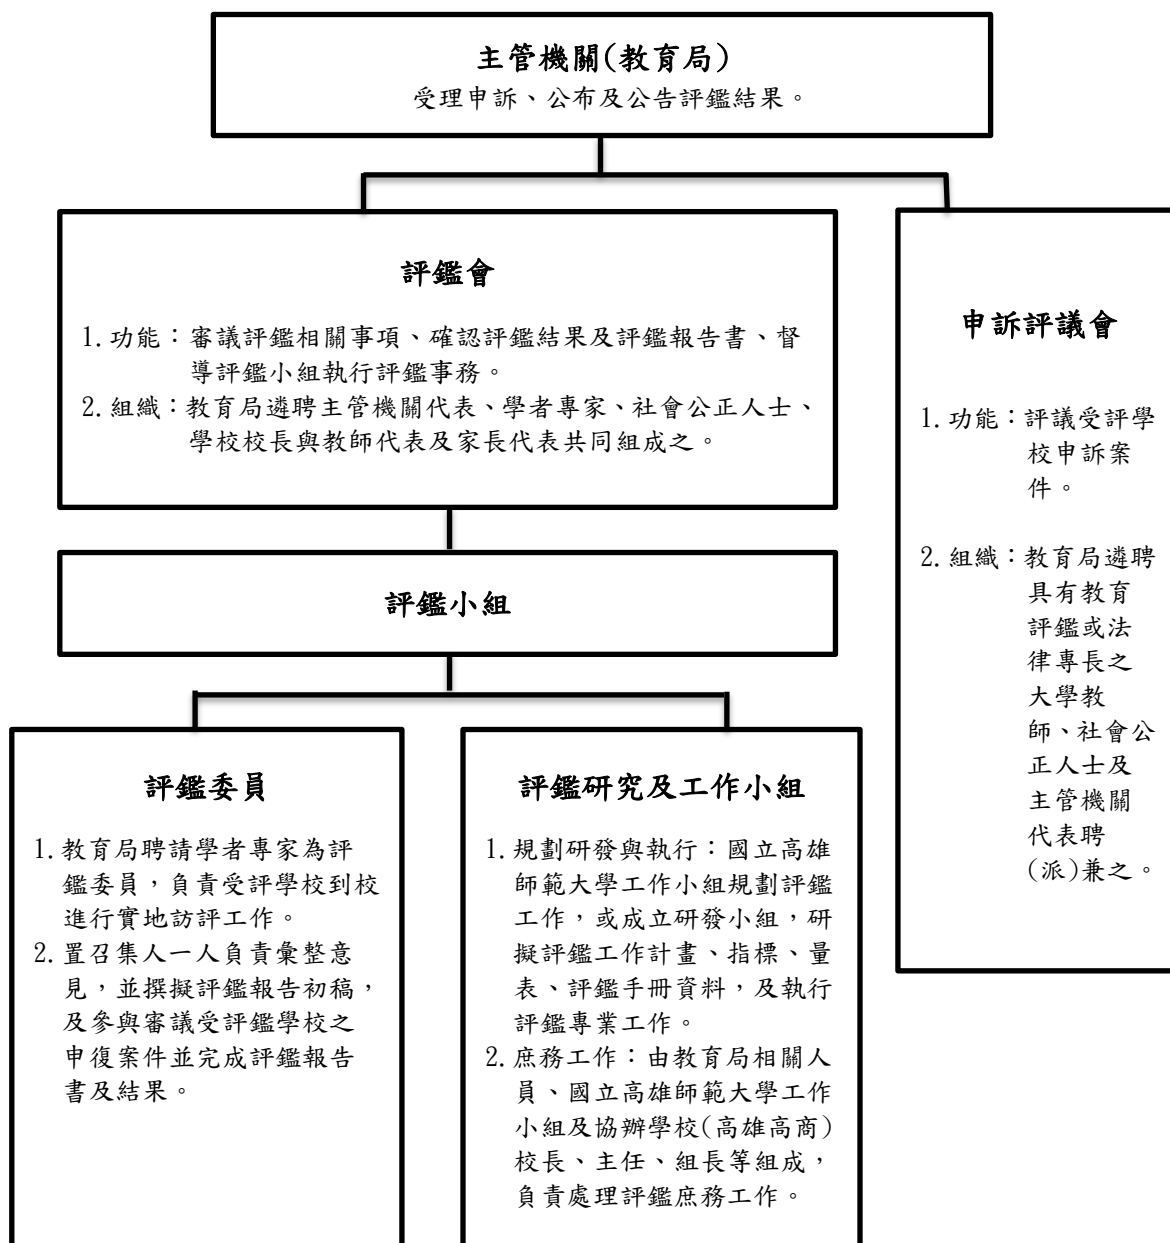 主管機關(教育局)
受理申訴、公布及公告評鑑結果。
評鑑會
1. 功能：審議評鑑相關事項、確認評鑑結果及評鑑報告書、督
導評鑑小組執行評鑑事務。
2. 組織：教育局遴聘主管機關代表、學者專家、社會公正人士、
學校校長與教師代表及家長代表共同組成之。
申訴評議會
1. 功能：評議受評學
校申訴案
件。
2. 組織：教育局遴聘
具有教育
評鑑或法
律專長之
大學教
師、社會公
正人士及
主管機關
代表聘
(派)兼之。
評鑑小組
評鑑委員
1. 教育局聘請學者專家為評
鑑委員，負責受評學校到校
進行實地訪評工作。
2. 置召集人一人負責彙整意
見，並撰擬評鑑報告初稿，
及參與審議受評鑑學校之
申復案件並完成評鑑報告
書及結果。
評鑑研究及工作小組
1. 規劃研發與執行：國立高雄
師範大學工作小組規劃評鑑
工作，或成立研發小組，研
擬評鑑工作計畫、指標、量
表、評鑑手冊資料，及執行
評鑑專業工作。
2. 庶務工作：由教育局相關人
員、國立高雄師範大學工作
小組及協辦學校(高雄高商)
校長、主任、組長等組成，
負責處理評鑑庶務工作。